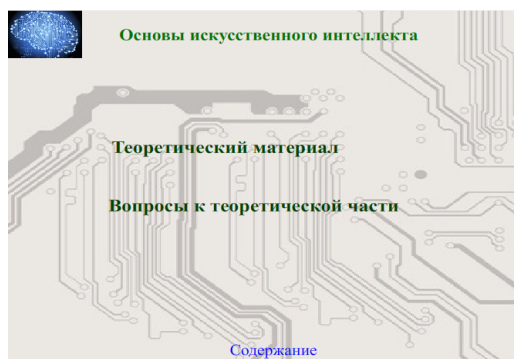 Основы искусственного интеллекта
Теоретический материал
Вопросы к теоретической части
Содержание